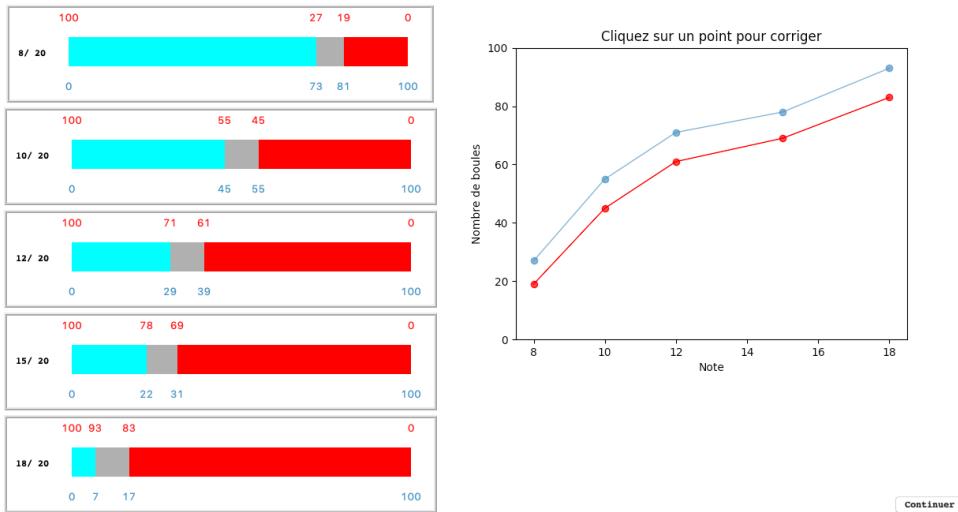 100 27 19 0
8/ 20
0 73 81 100
100 55 45 0
10/ 20
0 45 55 100
100 71 61 0
12/ 20
0 29 39 100
100 78 69 0
15/ 20
0 22 31 100
100 93 83 0
18/ 20
0 7 17 100
Cliquez sur un point pour corriger
Nombre de boules
100
80
60
40
20
0
8 10 12 14 16 18
Note
Continuer